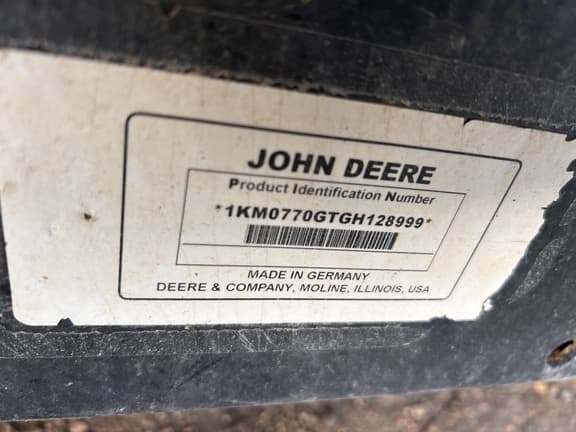 JOHN DEERE
Product Identification Number
*1KM0770GTGH128999*
MADE IN GERMANY
DEERE & COMPANY, MOLINE, ILLINOIS, USA